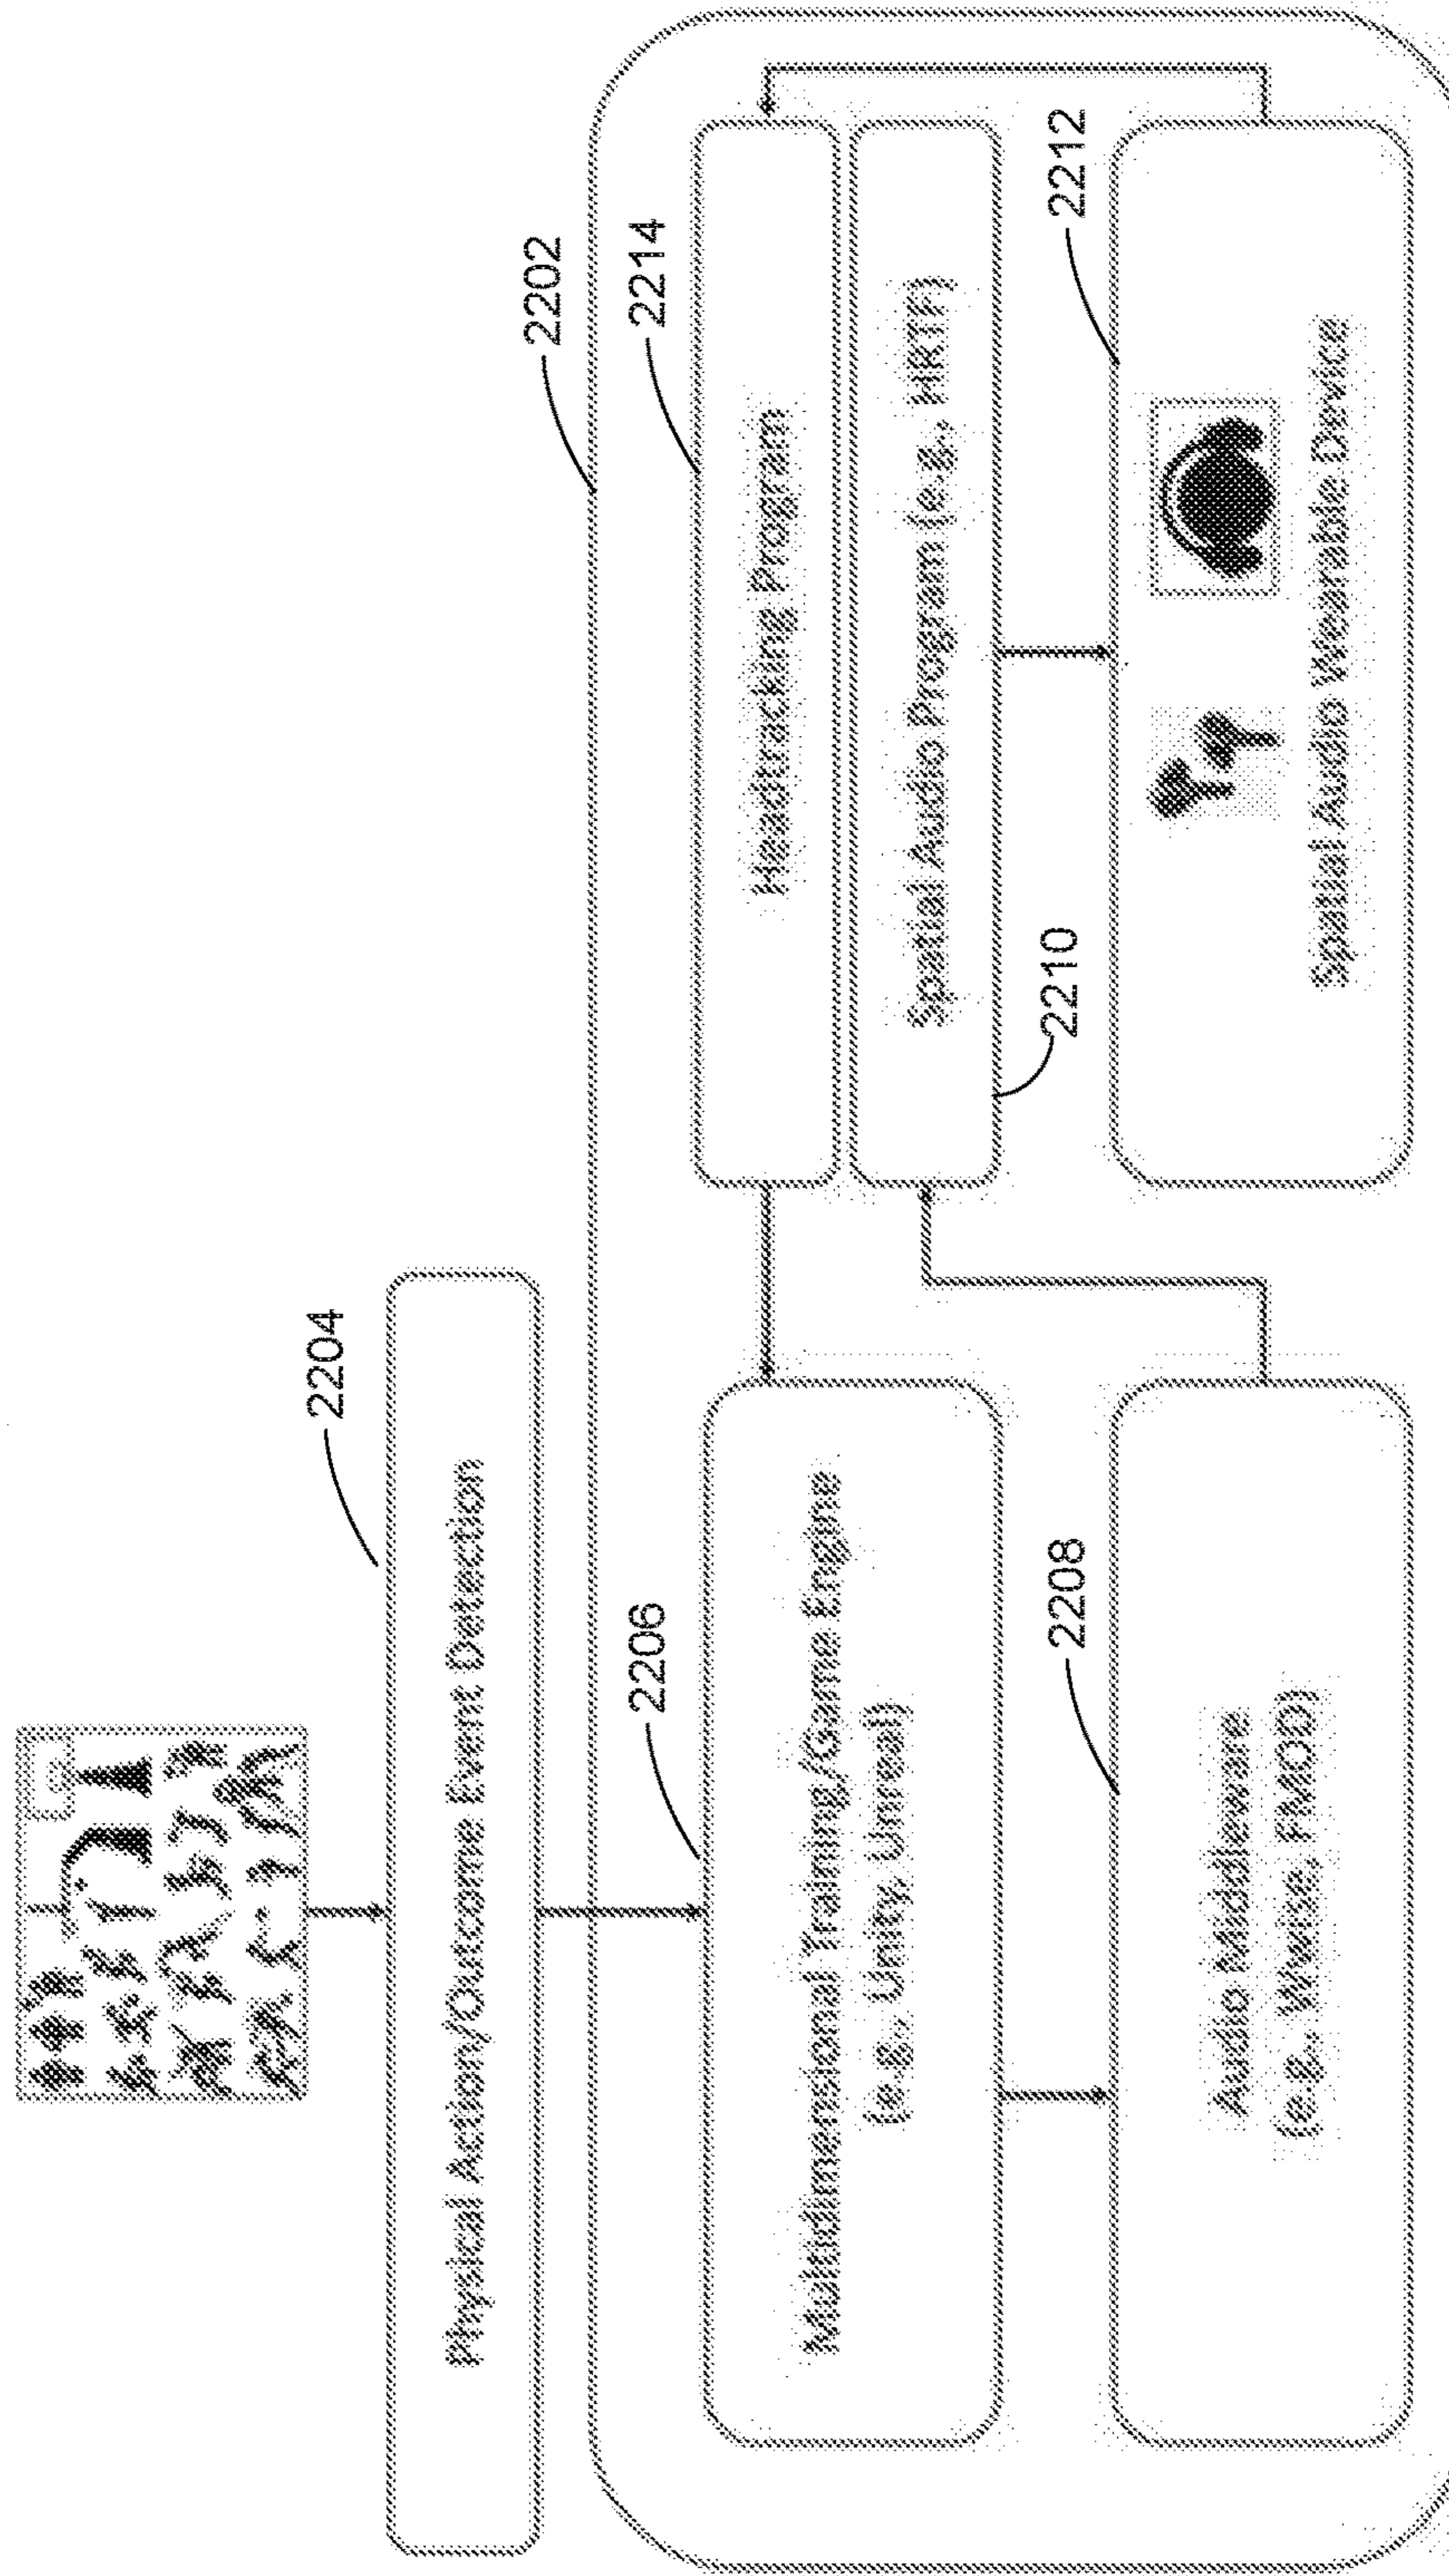 2204
Physical Action/Outcome Event Detection
2202
2206
Multidimensional Training/Game Engine
(e.g., Unity, Unreal)
2214
Headtracking Program
Spatial Audio Program (e.g., HRTF)
2210
2208
Audio Middleware
(e.g., Wwise, FMOD)
2212
Spatial Audio Wearable Device